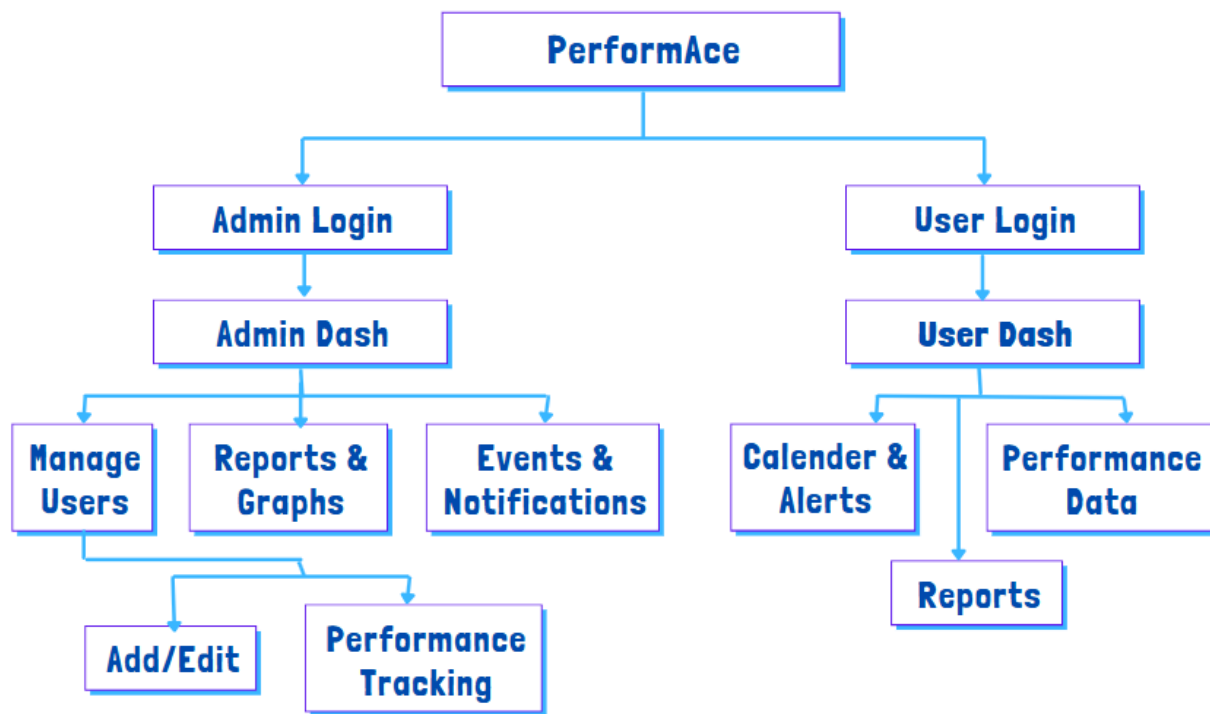 PerformAce
Admin Login
User Login
Admin Dash
User Dash
Manage
Users
Reports &
Graphs
Events &
Notifications
Calender &
Alerts
Performance
Data
Reports
Add/Edit
Performance
Tracking